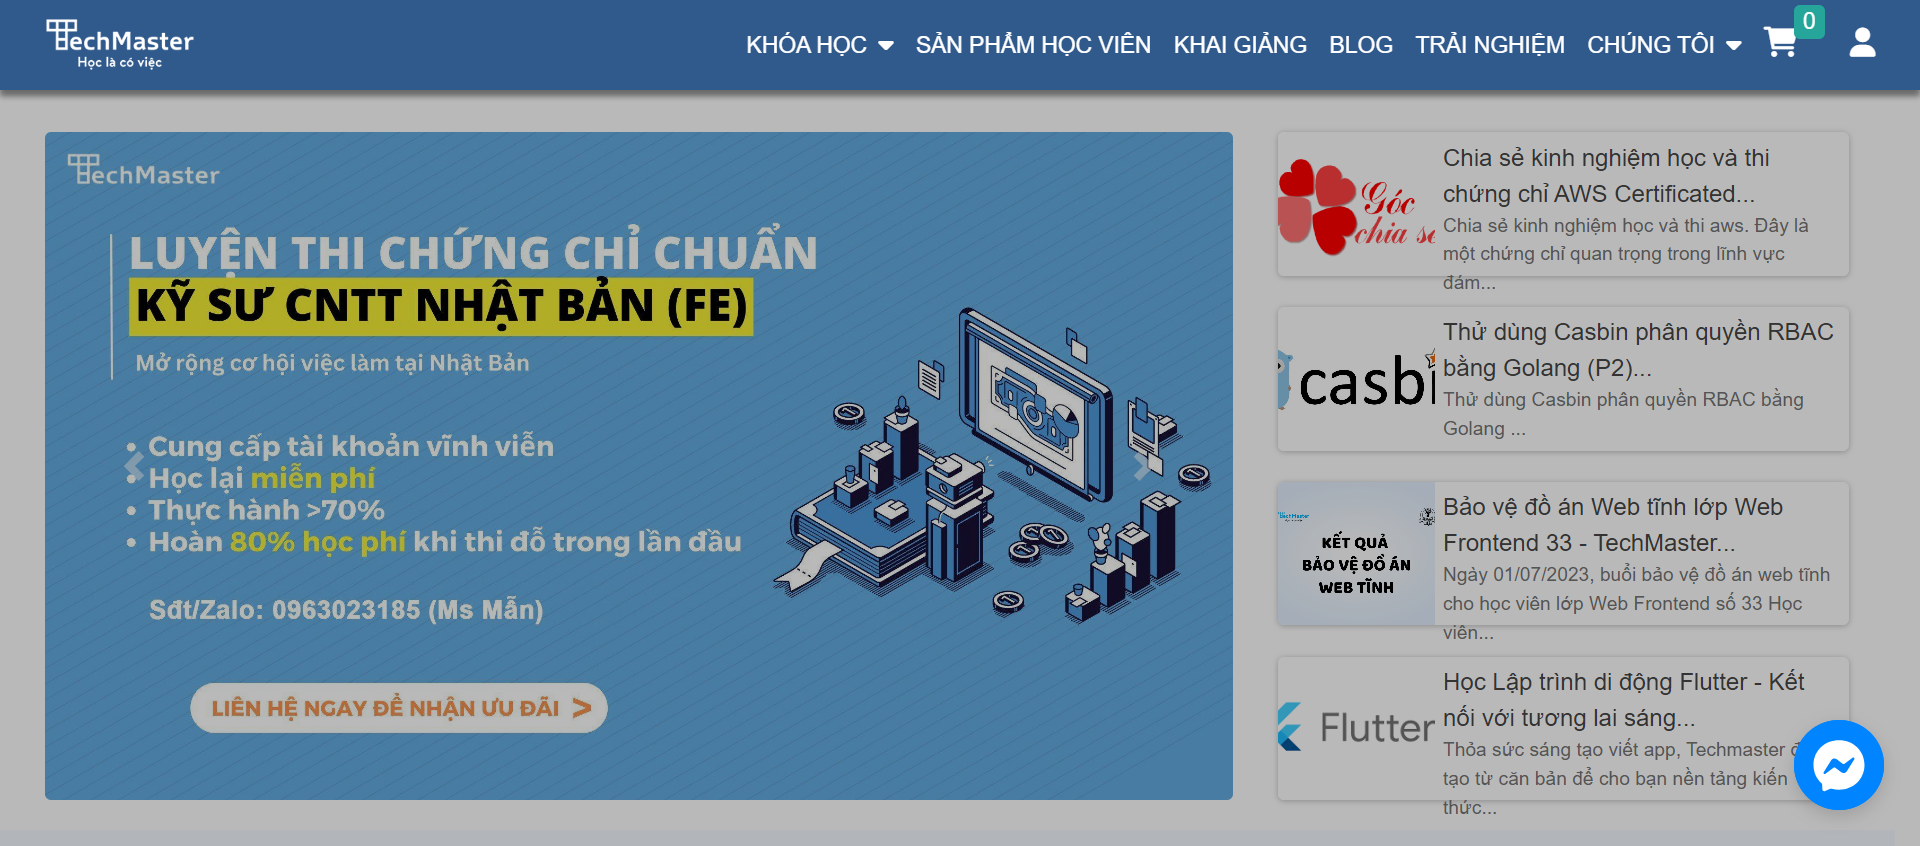 TechMaster
Học là có việc
KHÓA HỌC
SẢN PHẨM HỌC VIÊN
KHAI GIẢNG
BLOG
TRẢI NGHIỆM
CHÚNG TÔI
0
TechMaster
LUYỆN THI CHỨNG CHỈ CHUẨN
KỸ SƯ CNTT NHẬT BẢN (FE)
Mở rộng cơ hội việc làm tại Nhật Bản
• Cung cấp tài khoản vĩnh viễn
• Học lại miễn phí
• Thực hành >70%
• Hoàn 80% học phí khi thi đỗ trong lần đầu
Sđt/Zalo: 0963023185 (Ms Mẫn)
LIÊN HỆ NGAY ĐỂ NHẬN ƯU ĐÃI >
Góc
chia sẻ
Chia sẻ kinh nghiệm học và thi
chứng chỉ AWS Certificated...
Chia sẻ kinh nghiệm học và thi aws. Đây là
một chứng chỉ quan trọng trong lĩnh vực
đám...
casbi
Thử dùng Casbin phân quyền RBAC
bằng Golang (P2)...
Thử dùng Casbin phân quyền RBAC bằng
Golang ...
TechMaster
KẾT QUẢ
BẢO VỆ ĐỒ ÁN
WEB TĨNH
Bảo vệ đồ án Web tĩnh lớp Web
Frontend 33 - TechMaster...
Ngày 01/07/2023, buổi bảo vệ đồ án web tĩnh
cho học viên lớp Web Frontend số 33 Học
viên...
Flutter
Học Lập trình di động Flutter - Kết
nối với tương lai sáng...
Thỏa sức sáng tạo viết app, Techmaster
tạo từ căn bản để cho bạn nền tảng kiến
thức...